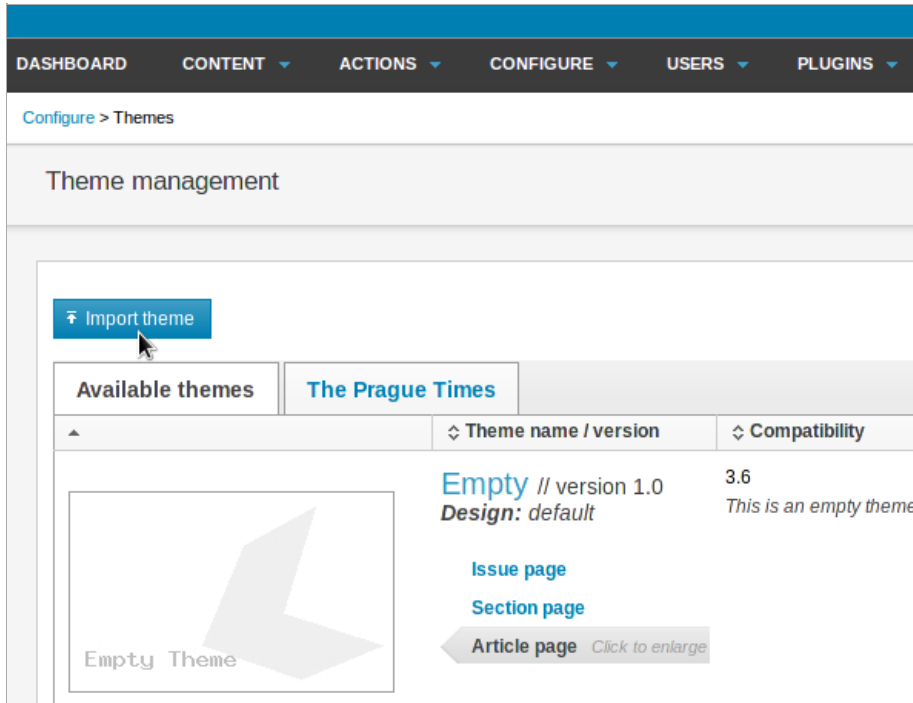 DASHBOARD CONTENT ACTIONS CONFIGURE USERS PLUGINS
Configure > Themes
Theme management
Import theme
Available themes The Prague Times
Theme name / version Compatibility
Empty // version 1.0 3.6
Design: default This is an empty theme
Issue page
Section page
Article page Click to enlarge
Empty Theme